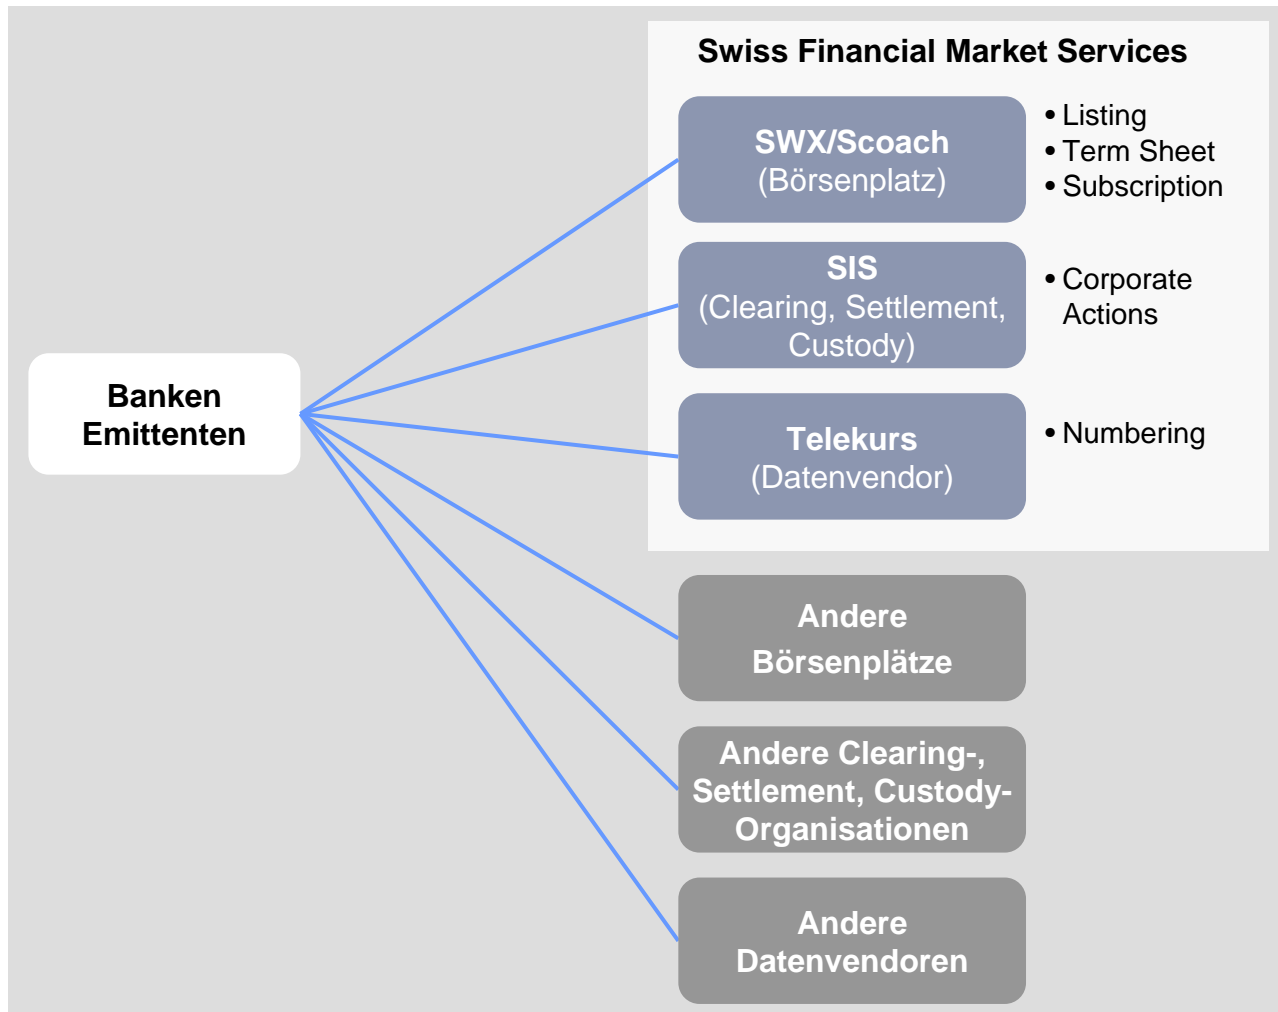 Swiss Financial Market Services
SWX/Scoach
(Börsenplatz)
• Listing
• Term Sheet
• Subscription
SIS
(Clearing, Settlement,
Custody)
• Corporate
Actions
Banken
Emittenten
Telekurs
(Datenvendor)
• Numbering
Andere
Börsenplätze
Andere Clearing-,
Settlement, Custody-
Organisationen
Andere
Datenvendoren